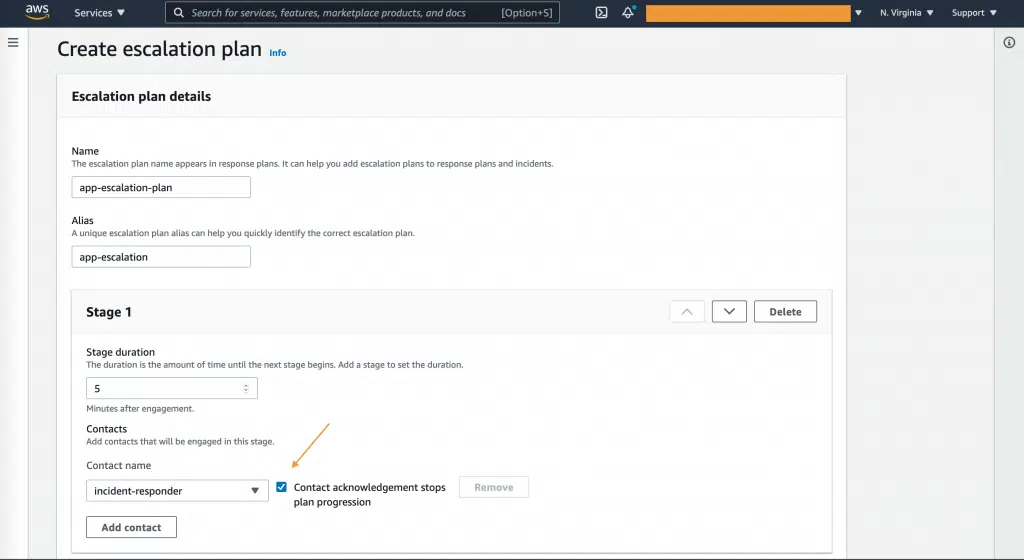 aws
Services
Search for services, features, marketplace products, and docs
[Option+S]
N. Virginia
Support
Create escalation plan
Info
Escalation plan details
Name
The escalation plan name appears in response plans. It can help you add escalation plans to response plans and incidents.
app-escalation-plan
Alias
A unique escalation plan alias can help you quickly identify the correct escalation plan.
app-escalation
Stage 1
Delete
Stage duration
The duration is the amount of time until the next stage begins. Add a stage to set the duration.
5
Minutes after engagement.
Contacts
Add contacts that will be engaged in this stage.
Contact name
incident-responder
Contact acknowledgement stops
plan progression
Remove
Add contact